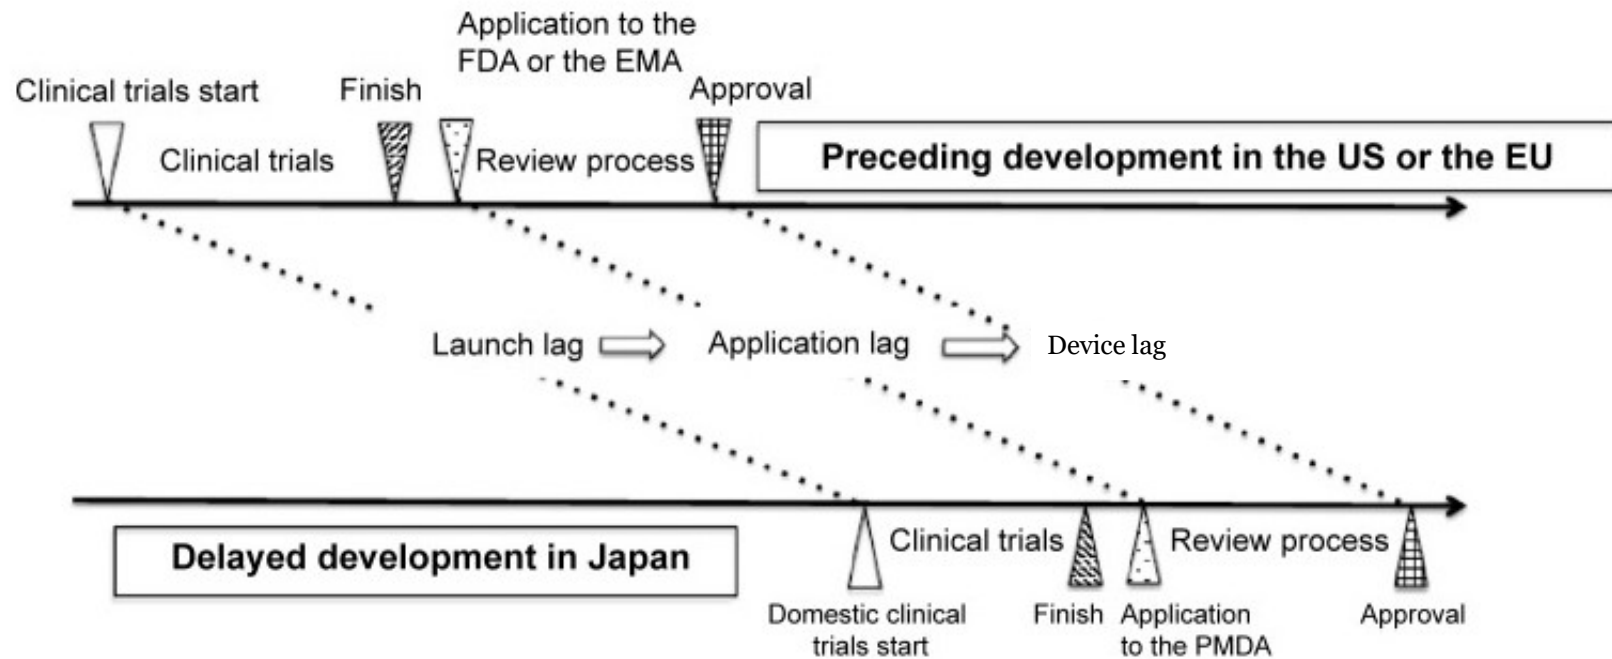 Application to the
FDA or the EMA
Clinical trials start
Finish
Approval
Clinical trials
Review process
Preceding development in the US or the EU
Launch lag
Application lag
Device lag
Delayed development in Japan
Clinical trials
Review process
Domestic clinical
trials start
Finish
Application
to the PMDA
Approval